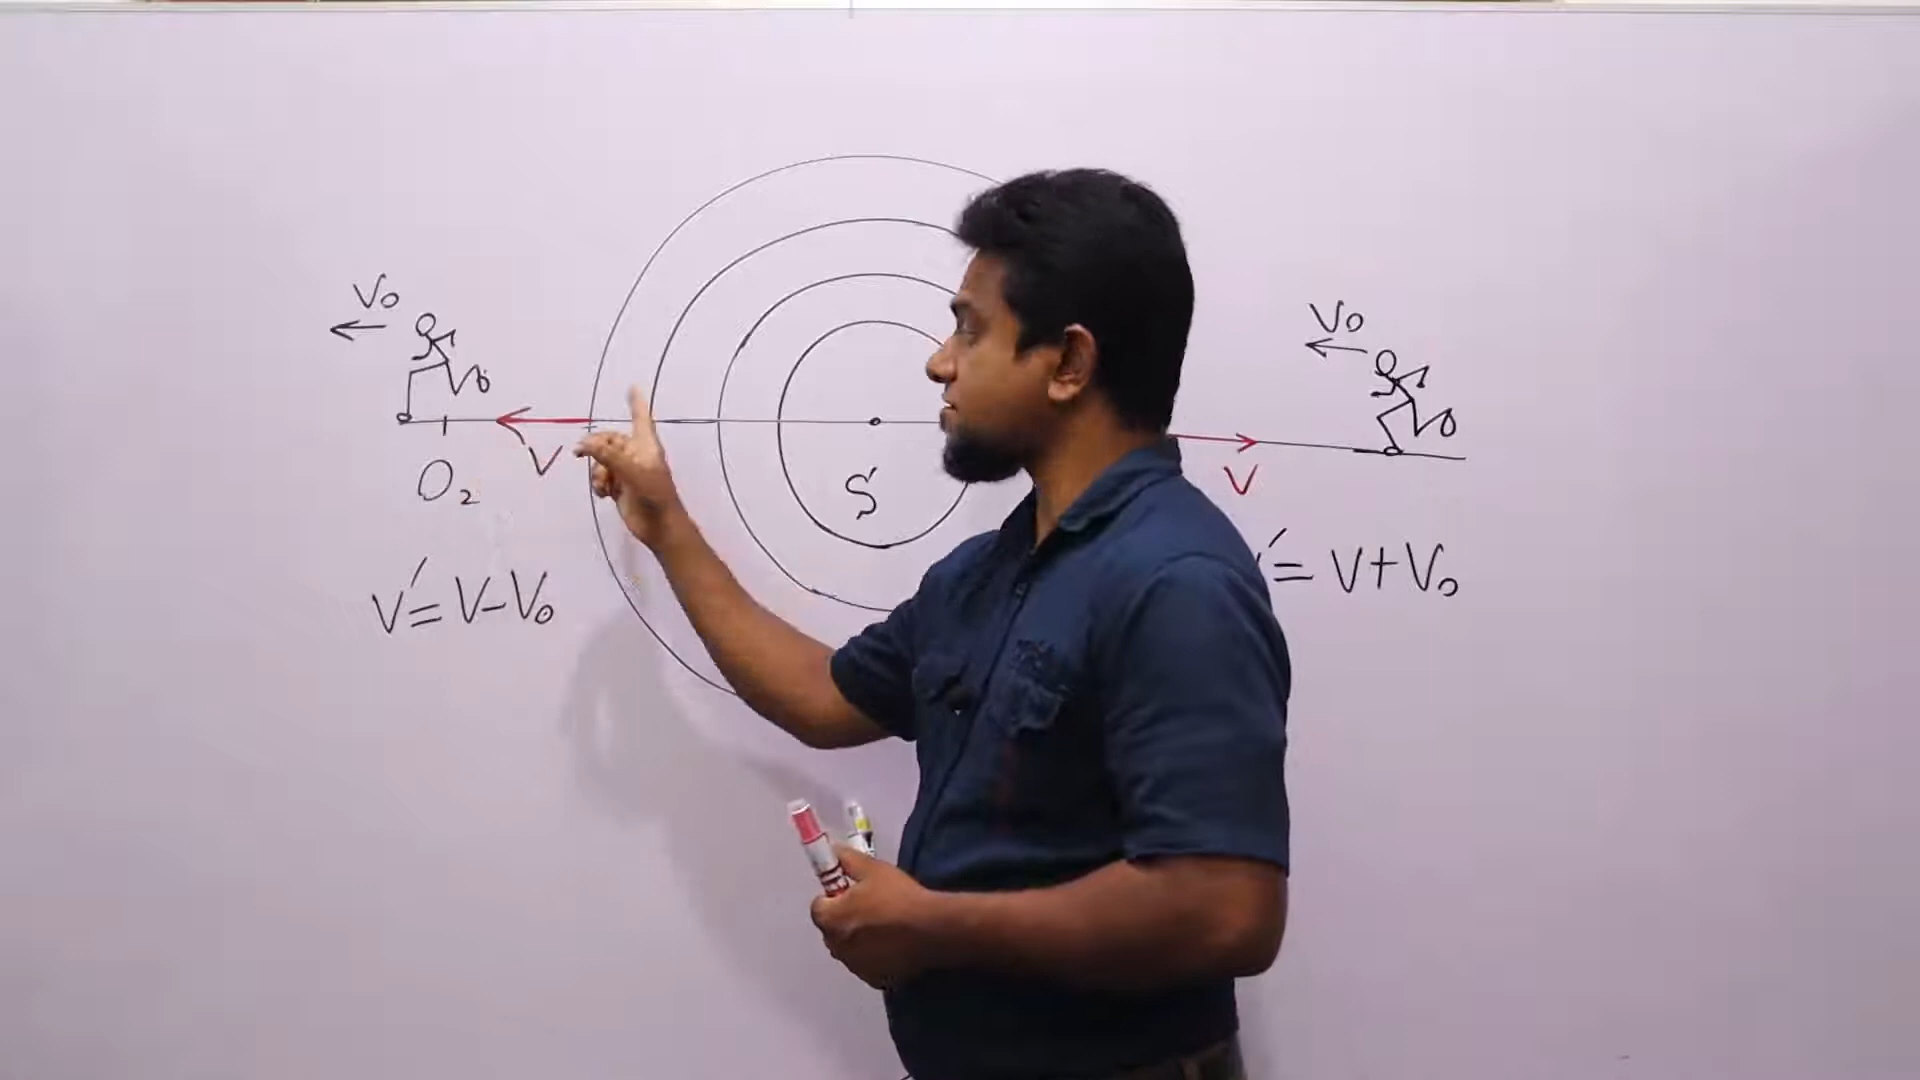 V₀
V₀
V
V
O₂
S
V′=V-V₀
′=V+V₀